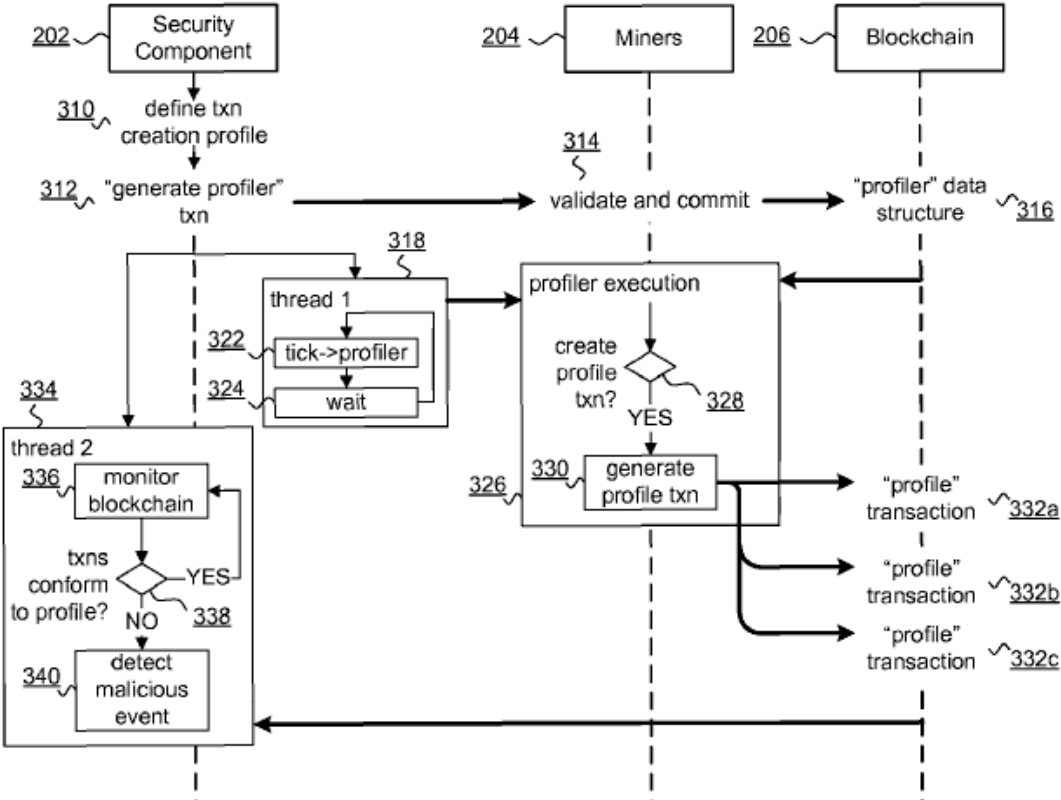 202
Security
Component
204
Miners
206
Blockchain
310
define txn
creation profile
312
"generate profiler"
txn
314
validate and commit
"profiler" data
structure
316
318
thread 1
322
tick->profiler
324
wait
profiler execution
create
profile
txn?
328
YES
326
330
generate
profile txn
"profile"
transaction
332a
"profile"
transaction
332b
"profile"
transaction
332c
334
thread 2
336
monitor
blockchain
txns
conform
to profile?
YES
338
NO
340
detect
malicious
event